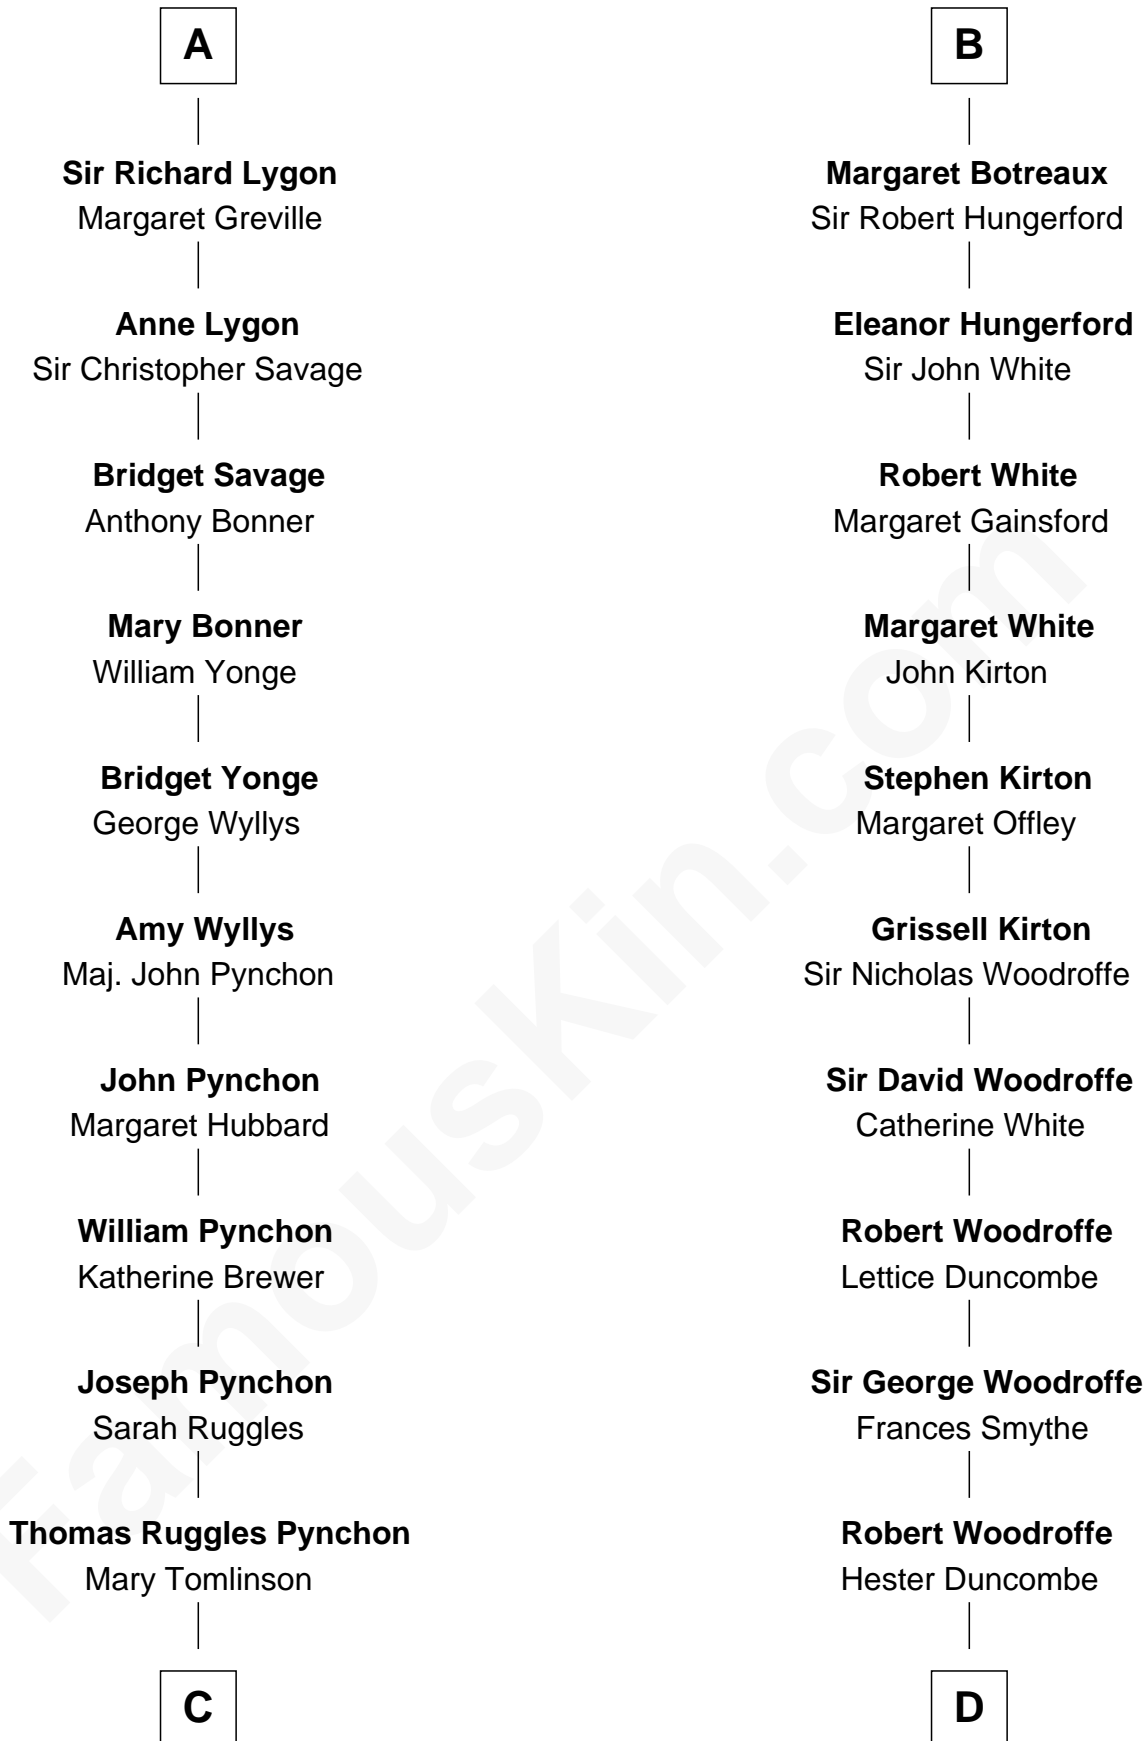 A
Sir Richard Lygon
Margaret Greville
Anne Lygon
Sir Christopher Savage
Bridget Savage
Anthony Bonner
Mary Bonner
William Yonge
Bridget Yonge
George Wyllys
Amy Wyllys
Maj. John Pynchon
John Pynchon
Margaret Hubbard
William Pynchon
Katherine Brewer
Joseph Pynchon
Sarah Ruggles
Thomas Ruggles Pynchon
Mary Tomlinson
C
B
Margaret Botreaux
Sir Robert Hungerford
Eleanor Hungerford
Sir John White
Robert White
Margaret Gainsford
Margaret White
John Kirton
Stephen Kirton
Margaret Offley
Grissell Kirton
Sir Nicholas Woodroffe
Sir David Woodroffe
Catherine White
Robert Woodroffe
Lettice Duncombe
Sir George Woodroffe
Frances Smythe
Robert Woodroffe
Hester Duncombe
D
FamousKin.com